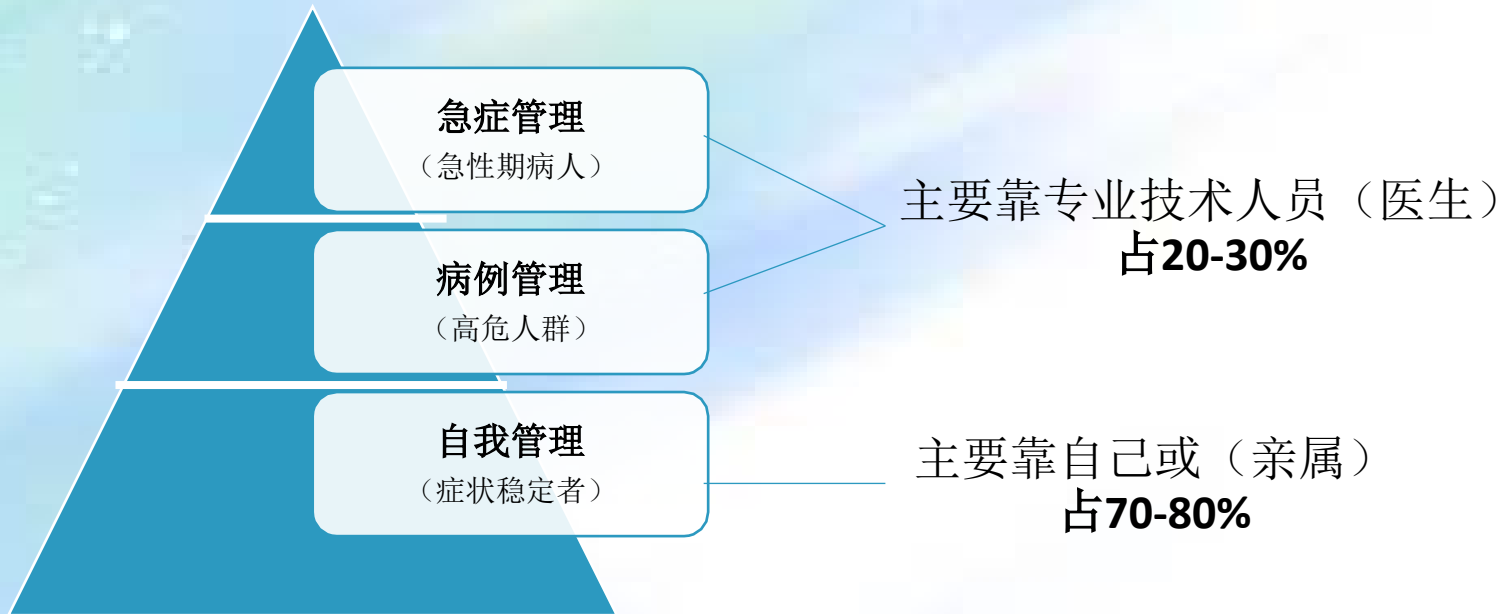 急症管理
（急性期病人）
病例管理
（高危人群）
自我管理
（症状稳定者）
主要靠专业技术人员（医生）
占20-30%
主要靠自己或（亲属）
占70-80%